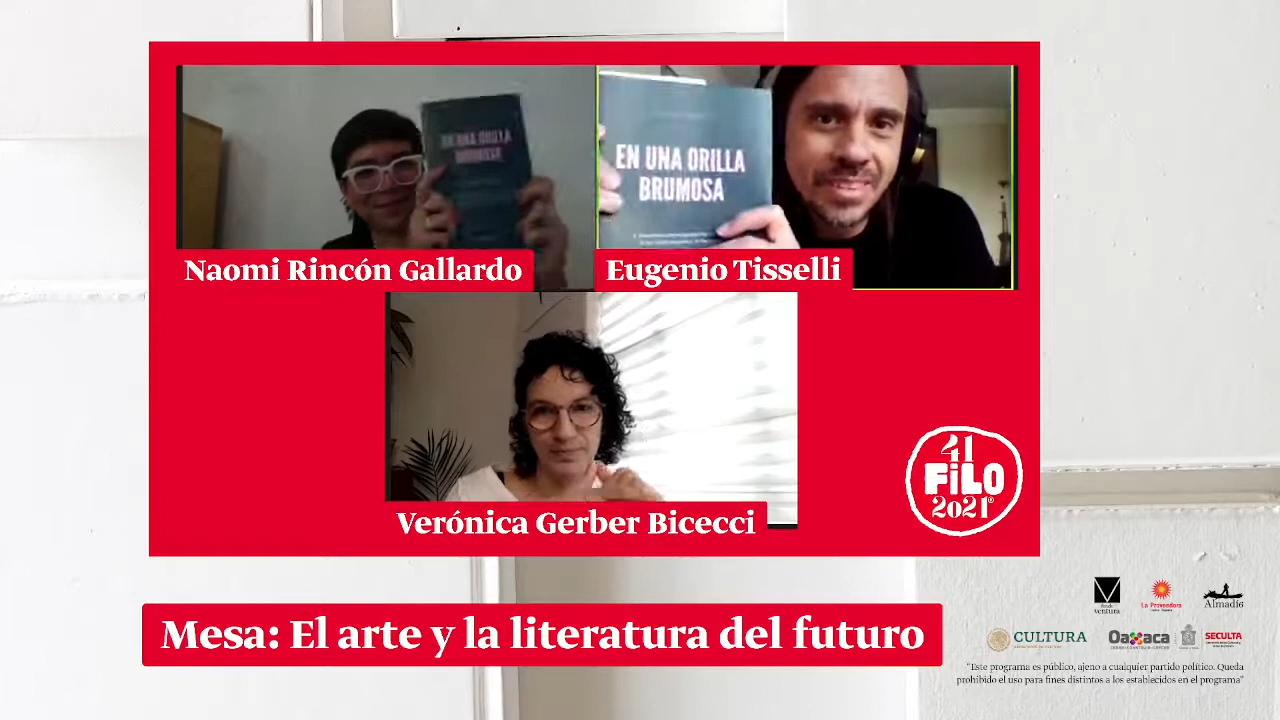 EN UNA ORILLA
BRUMOSA
EN UNA ORILLA
BRUMOSA
Naomi Rincón Gallardo
Eugenio Tisselli
Verónica Gerber Bicecci
41
FiLO
2021
Mesa: El arte y la literatura del futuro
ventura
La Proveedora
Almadía
CULTURA
Oaxaca
SECULTA
"Este programa es público, ajeno a cualquier partido político. Queda
prohibido el uso para fines distintos a los establecidos en el programa"